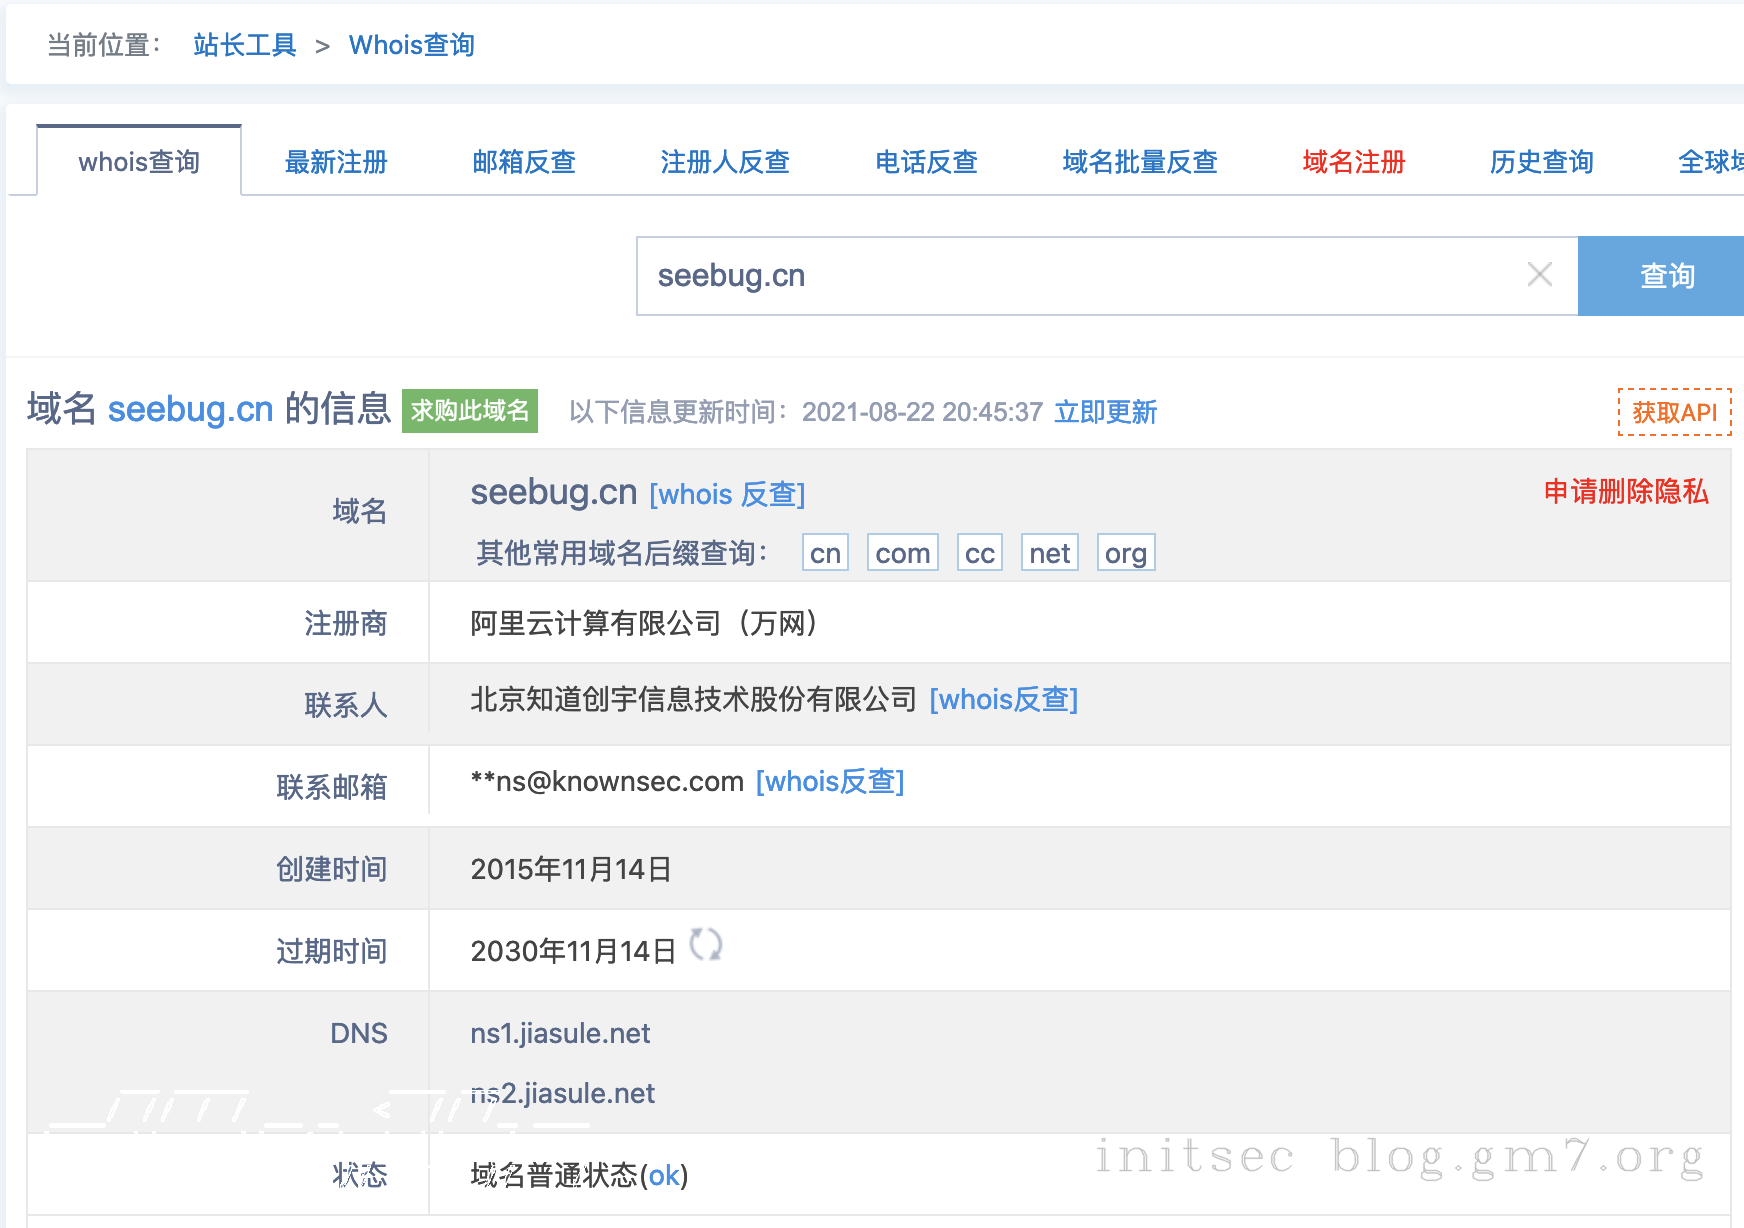 当前位置： 站长工具 > Whois查询
whois查询 最新注册 邮箱反查 注册人反查 电话反查 域名批量反查 域名注册 历史查询 全球域
seebug.cn 查询
域名 seebug.cn 的信息 求购此域名 以下信息更新时间：2021-08-22 20:45:37 立即更新 获取API
域名 seebug.cn [whois 反查] 申请删除隐私
其他常用域名后缀查询： cn com cc net org
注册商 阿里云计算有限公司（万网）
联系人 北京知道创宇信息技术股份有限公司 [whois反查]
联系邮箱 **ns@knownsec.com [whois反查]
创建时间 2015年11月14日
过期时间 2030年11月14日
DNS ns1.jiasule.net
ns2.jiasule.net
状态 域名普通状态(ok)
initsec blog.gm7.org